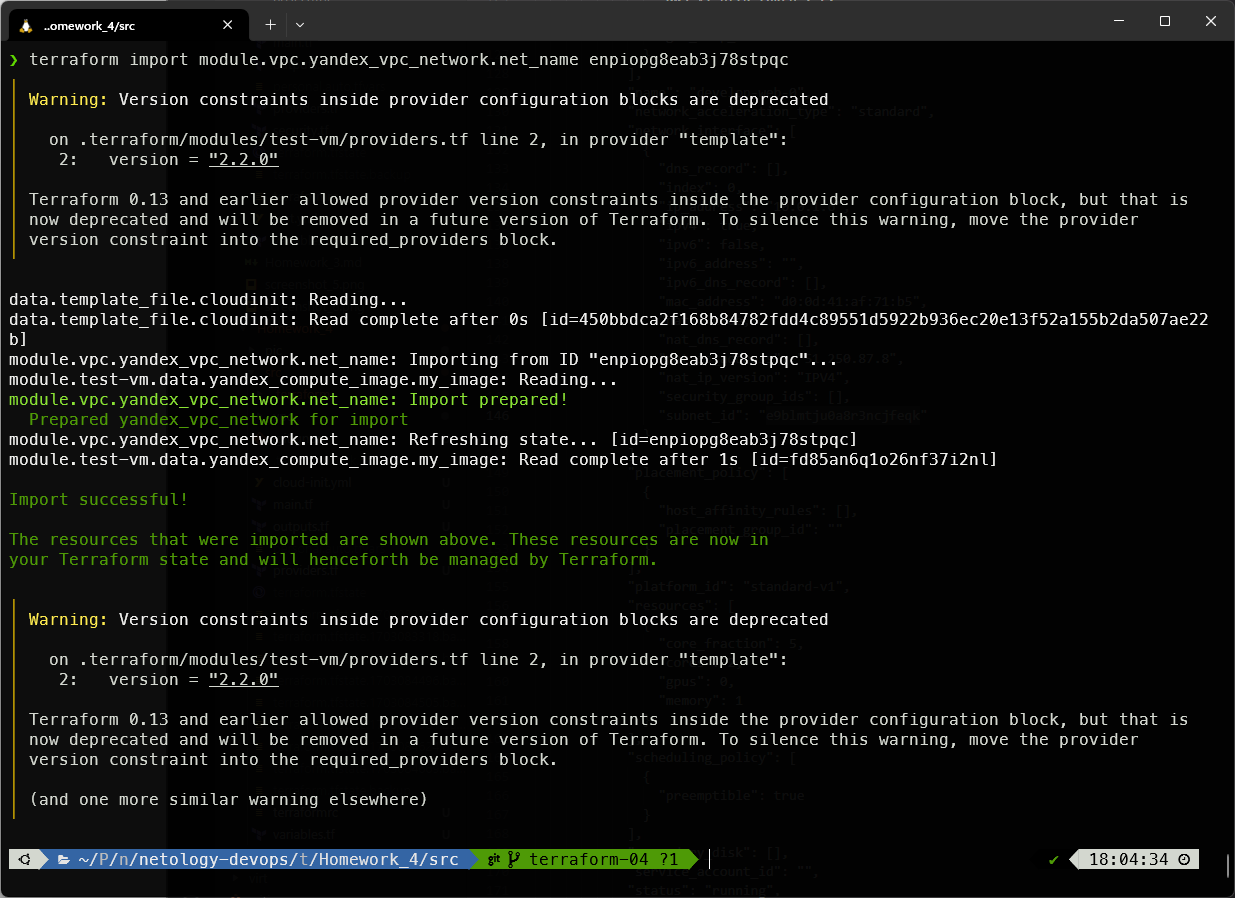 ..omework_4/src
❯ terraform import module.vpc.yandex_vpc_network.net_name enpiopg8eab3j78stpqc
Warning: Version constraints inside provider configuration blocks are deprecated
on .terraform/modules/test-vm/providers.tf line 2, in provider "template":
2:   version = "2.2.0"
Terraform 0.13 and earlier allowed provider version constraints inside the provider configuration block, but that is
now deprecated and will be removed in a future version of Terraform. To silence this warning, move the provider
version constraint into the required_providers block.
data.template_file.cloudinit: Reading...
data.template_file.cloudinit: Read complete after 0s [id=450bbdca2f168b84782fdd4c89551d5922b936ec20e13f52a155b2da507ae22
b]
module.vpc.yandex_vpc_network.net_name: Importing from ID "enpiopg8eab3j78stpqc"...
module.test-vm.data.yandex_compute_image.my_image: Reading...
module.vpc.yandex_vpc_network.net_name: Import prepared!
Prepared yandex_vpc_network for import
module.vpc.yandex_vpc_network.net_name: Refreshing state... [id=enpiopg8eab3j78stpqc]
module.test-vm.data.yandex_compute_image.my_image: Read complete after 1s [id=fd85an6q1o26nf37i2nl]
Import successful!
The resources that were imported are shown above. These resources are now in
your Terraform state and will henceforth be managed by Terraform.
Warning: Version constraints inside provider configuration blocks are deprecated
on .terraform/modules/test-vm/providers.tf line 2, in provider "template":
2:   version = "2.2.0"
Terraform 0.13 and earlier allowed provider version constraints inside the provider configuration block, but that is
now deprecated and will be removed in a future version of Terraform. To silence this warning, move the provider
version constraint into the required_providers block.
(and one more similar warning elsewhere)
~/P/n/netology-devops/t/Homework_4/src git terraform-04 ?1 ✔ 18:04:34